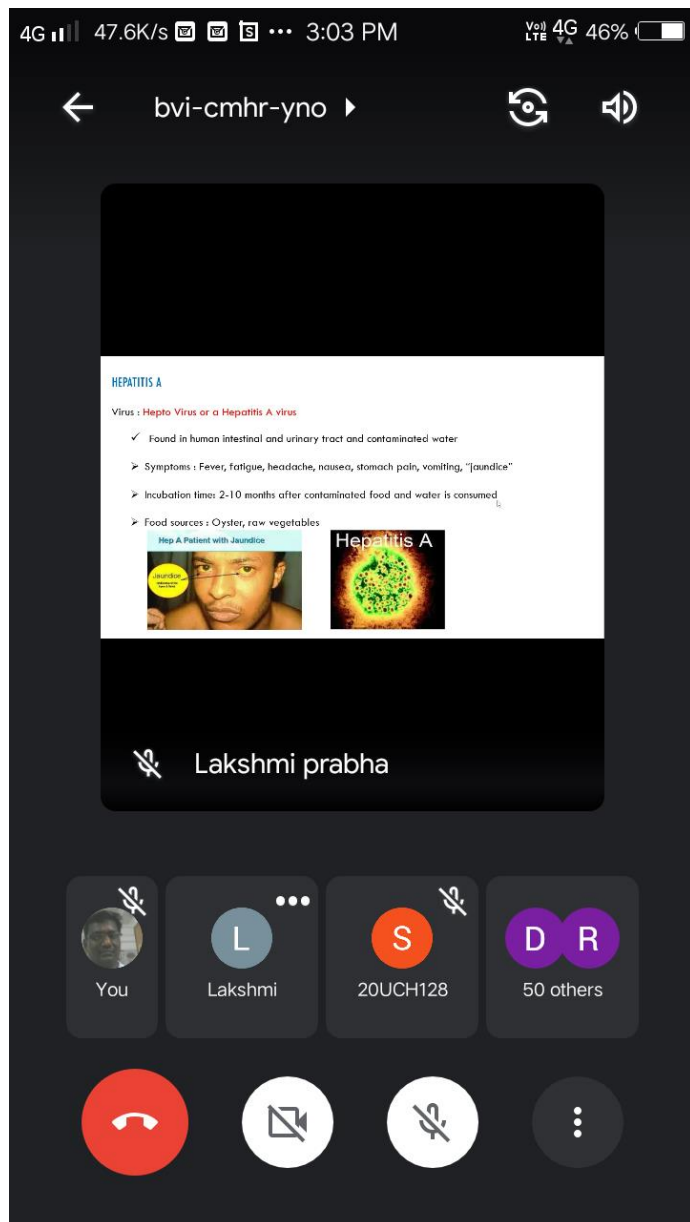 4G 47.6K/s S ••• 3:03 PM Vo)) LTE 4G 46%
bvi-cmhr-yno
HEPATITIS A
Virus : Hepto Virus or a Hepatitis A virus
✓ Found in human intestinal and urinary tract and contaminated water
➢ Symptoms : Fever, fatigue, headache, nausea, stomach pain, vomiting, "jaundice"
➢ Incubation time: 2-10 months after contaminated food and water is consumed
➢ Food sources : Oyster, raw vegetables
Hep A Patient with Jaundice
Jaundice
Hepatitis A
Lakshmi prabha
L S D R
You Lakshmi 20UCH128 50 others